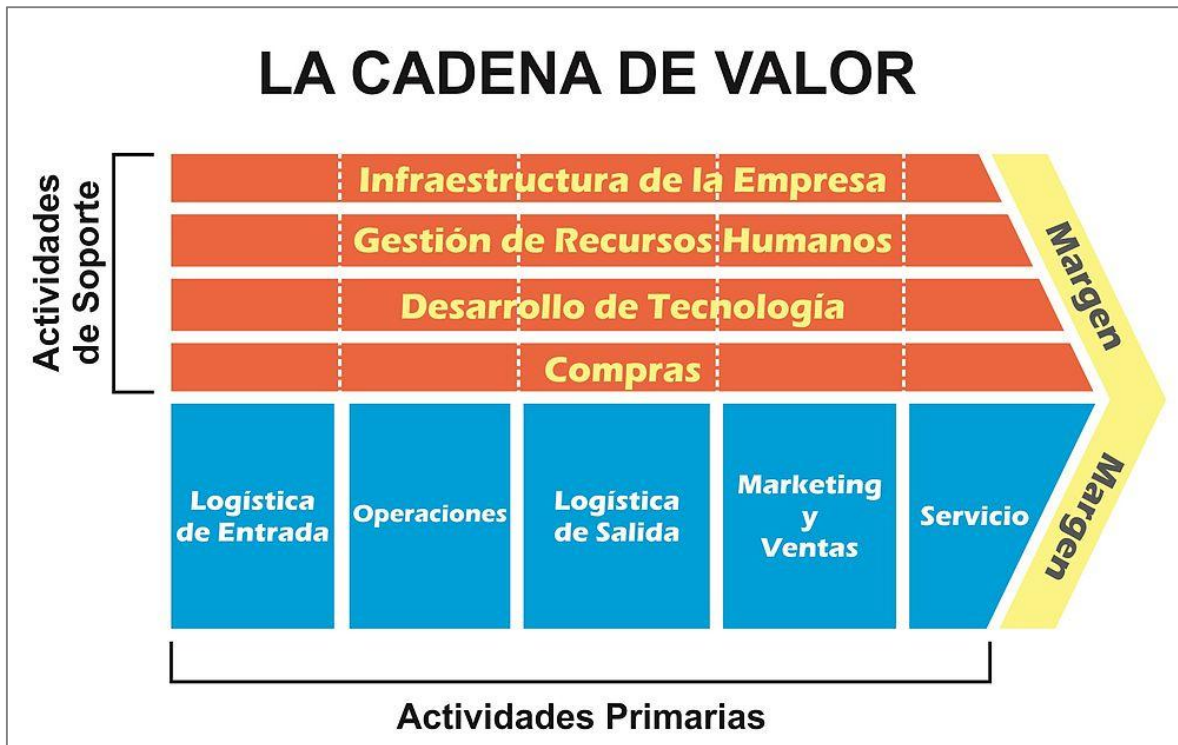 LA CADENA DE VALOR
Actividades
de Soporte
Infraestructura de la Empresa
Gestión de Recursos Humanos
Desarrollo de Tecnología
Compras
Margen
Logística
de Entrada
Operaciones
Logística
de Salida
Marketing
y
Ventas
Servicio
Margen
Actividades Primarias